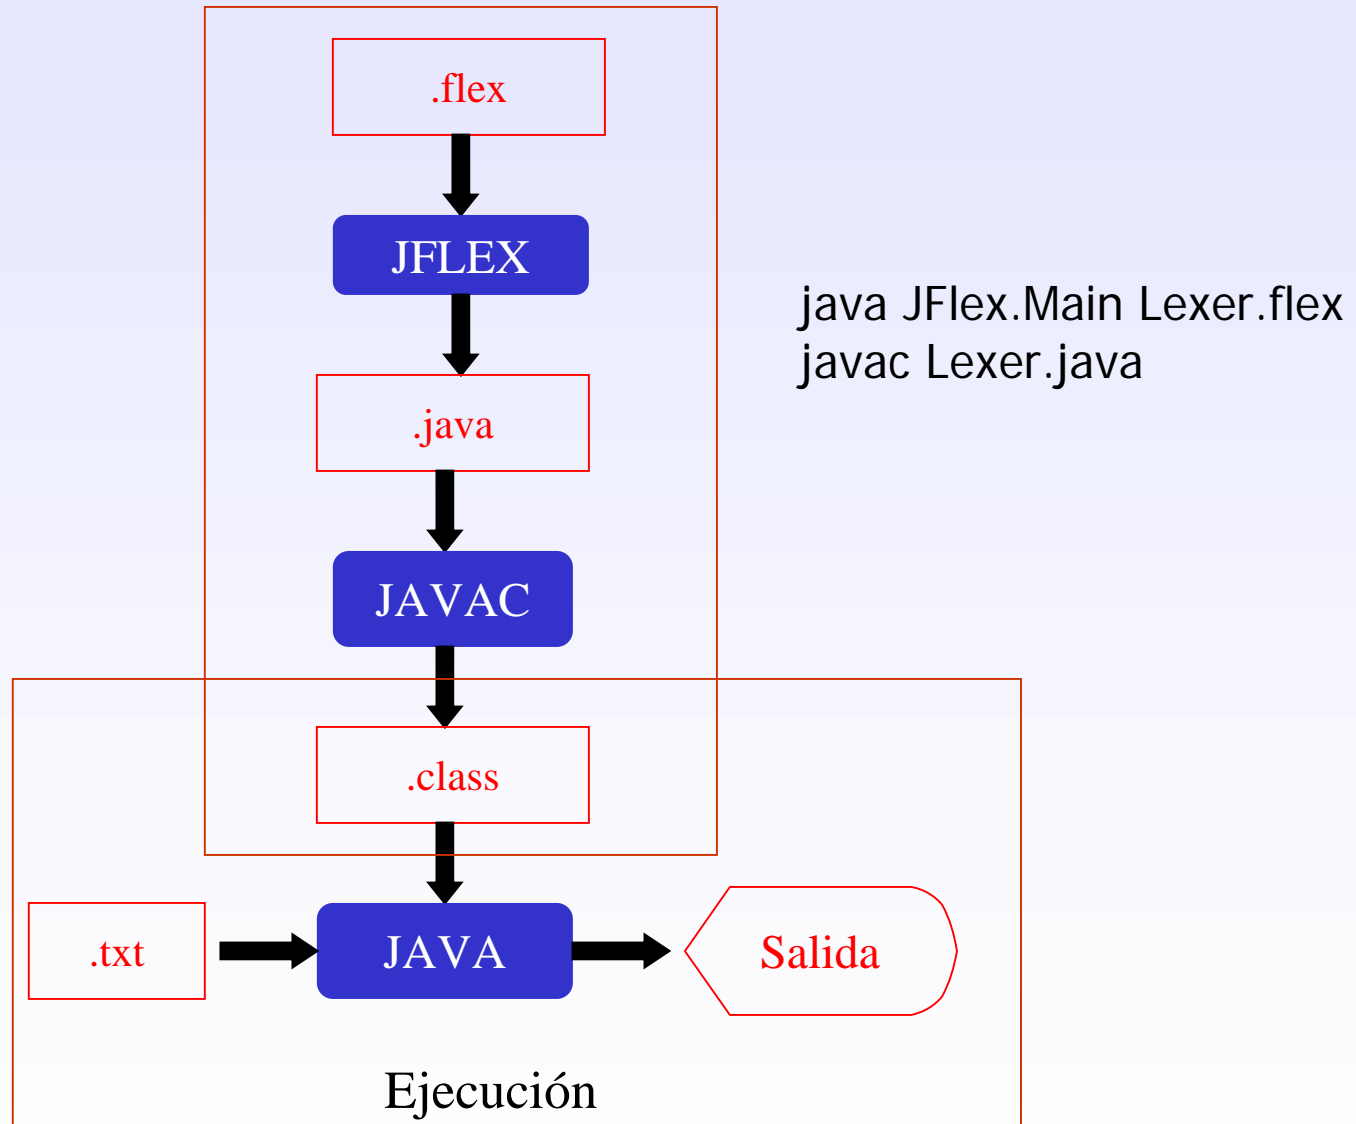 .flex
JFLEX
java JFlex.Main Lexer.flex
javac Lexer.java
.java
JAVAC
.class
.txt
JAVA
Salida
Ejecución